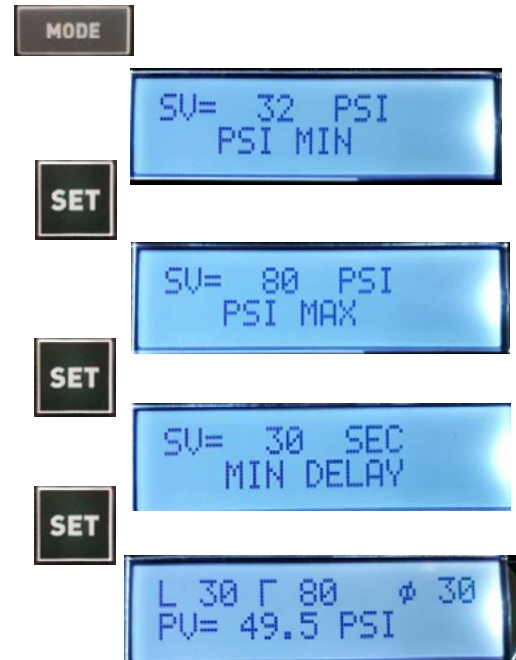 MODE
SV= 32 PSI
PSI MIN
SET
SV= 80 PSI
PSI MAX
SET
SV= 30 SEC
MIN DELAY
SET
L 30 Γ 80 ϕ 30
PV= 49.5 PSI